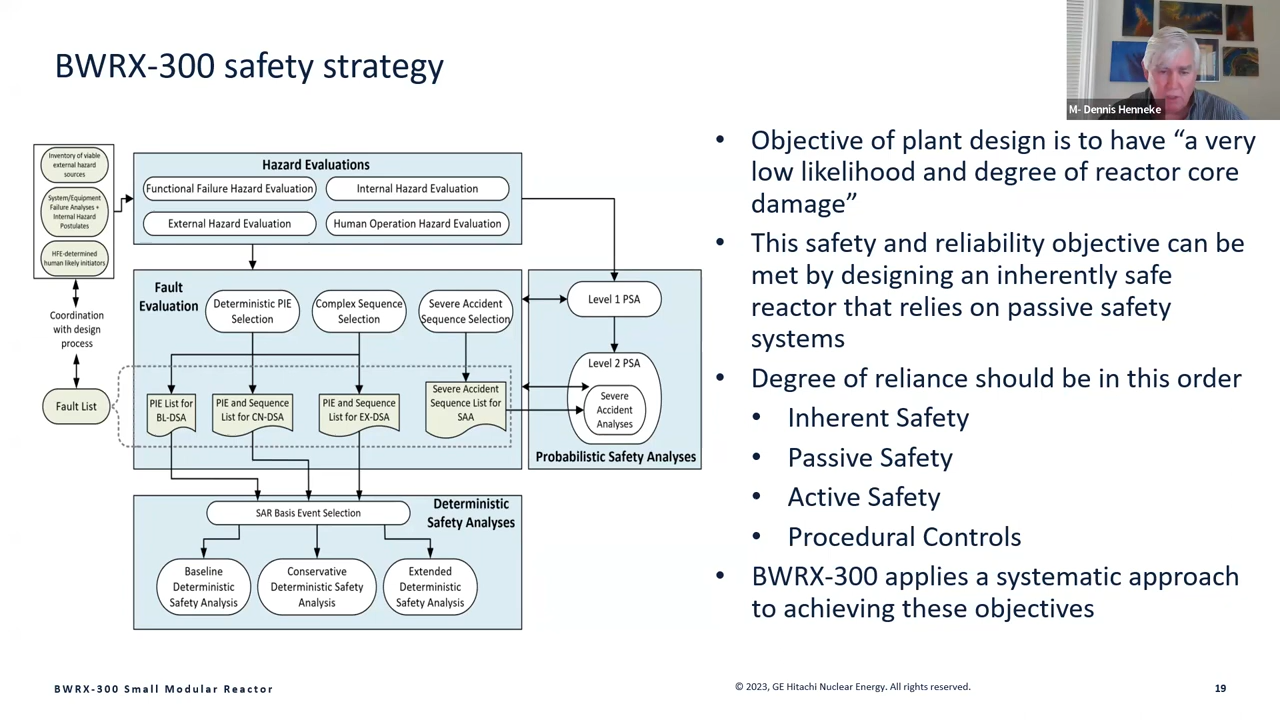 BWRX-300 safety strategy
M- Dennis Henneke
Inventory of viable
external hazard
sources
System/Equipment
Failure Analyses +
Internal Hazard
Postulates
HFE-determined
human likely initiators
Coordination
with design
process
Fault List
Hazard Evaluations
Functional Failure Hazard Evaluation
Internal Hazard Evaluation
External Hazard Evaluation
Human Operation Hazard Evaluation
Fault
Evaluation
Deterministic PIE
Selection
Complex Sequence
Selection
Severe Accident
Sequence Selection
PIE List for
BL-DSA
PIE and Sequence
List for CN-DSA
PIE and Sequence
List for EX-DSA
Severe Accident
Sequence List for
SAA
Level 1 PSA
Level 2 PSA
Severe
Accident
Analyses
Probabilistic Safety Analyses
Deterministic
Safety Analyses
SAR Basis Event Selection
Baseline
Deterministic
Safety Analysis
Conservative
Deterministic Safety
Analysis
Extended
Deterministic
Safety Analysis
• Objective of plant design is to have “a very
low likelihood and degree of reactor core
damage”
• This safety and reliability objective can be
met by designing an inherently safe
reactor that relies on passive safety
systems
• Degree of reliance should be in this order
• Inherent Safety
• Passive Safety
• Active Safety
• Procedural Controls
• BWRX-300 applies a systematic approach
to achieving these objectives
BWRX-300 Small Modular Reactor
© 2023, GE Hitachi Nuclear Energy. All rights reserved.
19